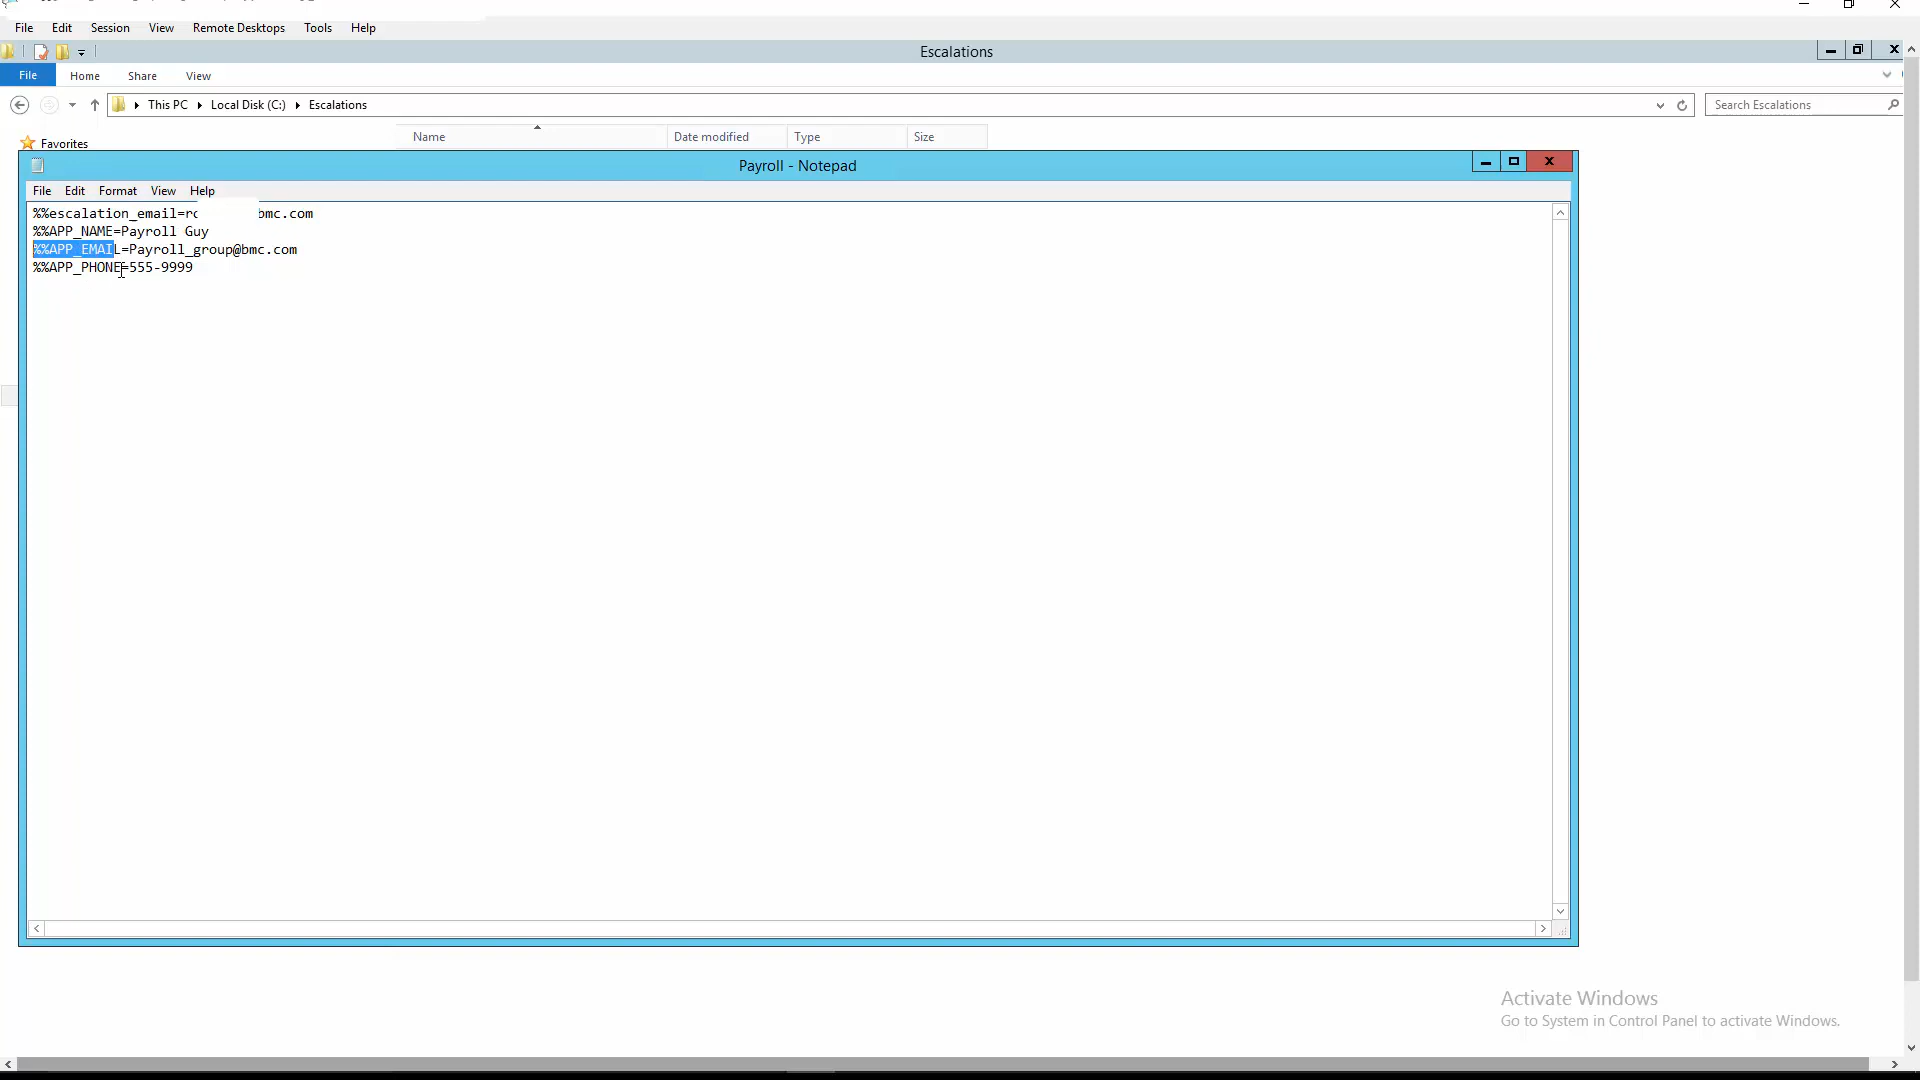 File Edit Session View Remote Desktops Tools Help
Escalations
File Home Share View
This PC Local Disk (C:) Escalations
Search Escalations
Favorites
Name Date modified Type Size
Payroll - Notepad
File Edit Format View Help
%%escalation_email=ro bmc.com
%%APP_NAME=Payroll Guy
%%APP_EMAIL=Payroll_group@bmc.com
%%APP_PHONE=555-9999
Activate Windows
Go to System in Control Panel to activate Windows.